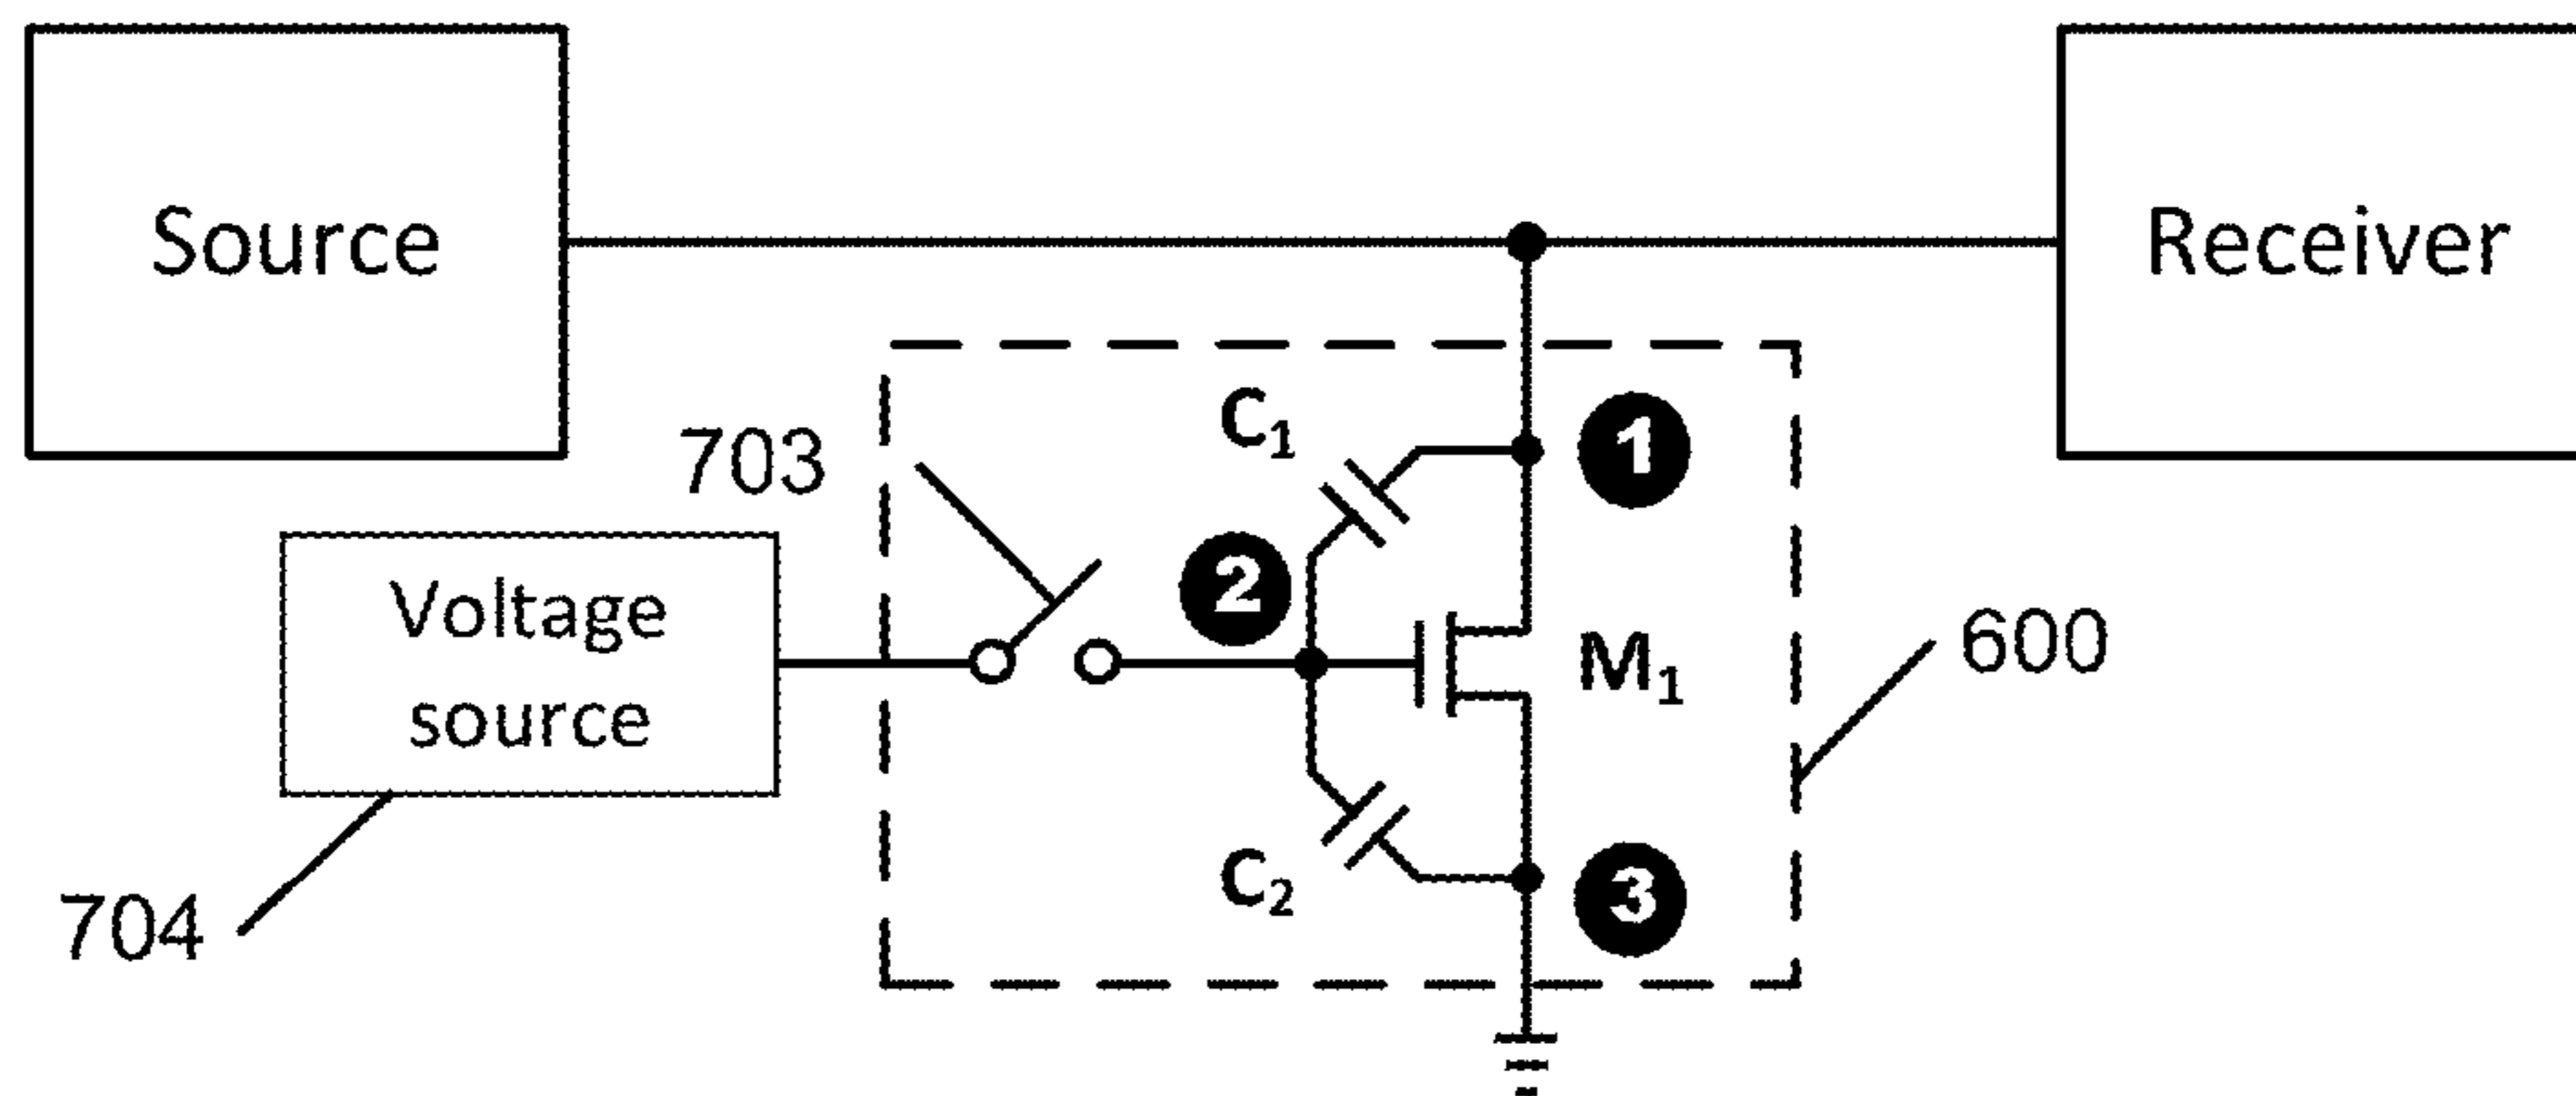 Source
Receiver
C₁
1
703
2
Voltage
source
M₁
600
C₂
3
704